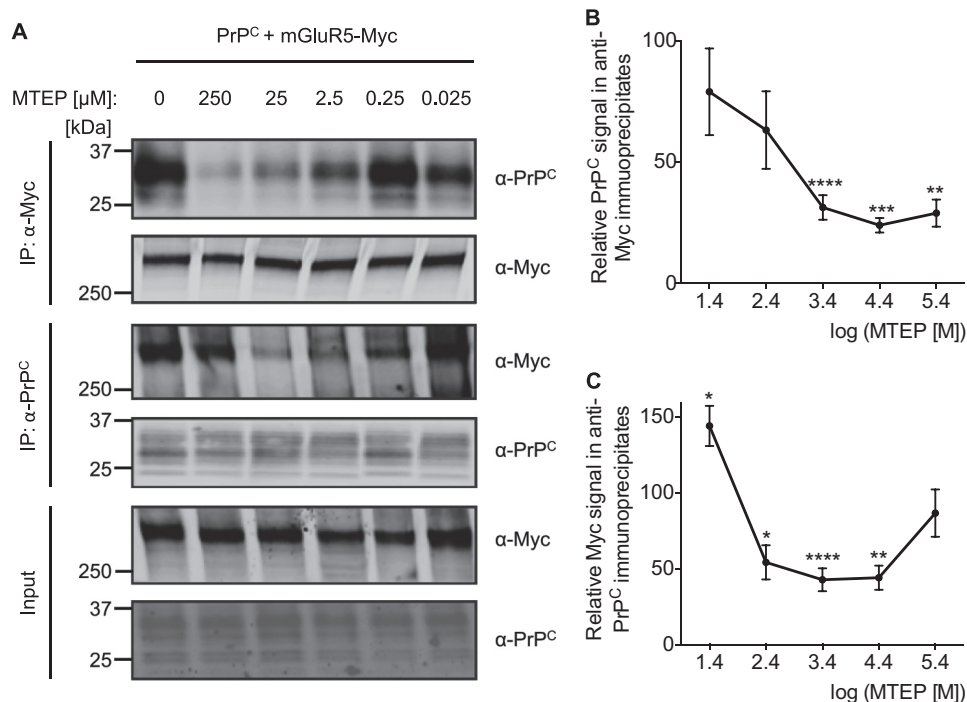 A
PrP^C + mGluR5-Myc
MTEP [µM]: 0 250 25 2.5 0.25 0.025
[kDa]
IP: α-Myc
37
25
α-PrP^C
250
α-Myc
IP: α-PrP^C
250
α-Myc
37
25
α-PrP^C
Input
250
α-Myc
37
25
α-PrP^C
B
Relative PrP^C signal in anti-
Myc immuoprecipitates
100
50
0
**** *** **
1.4 2.4 3.4 4.4 5.4
log (MTEP [M])
C
Relative Myc signal in anti-
PrP^C immunoprecipitates
150
100
50
0
* * **** **
1.4 2.4 3.4 4.4 5.4
log (MTEP [M])